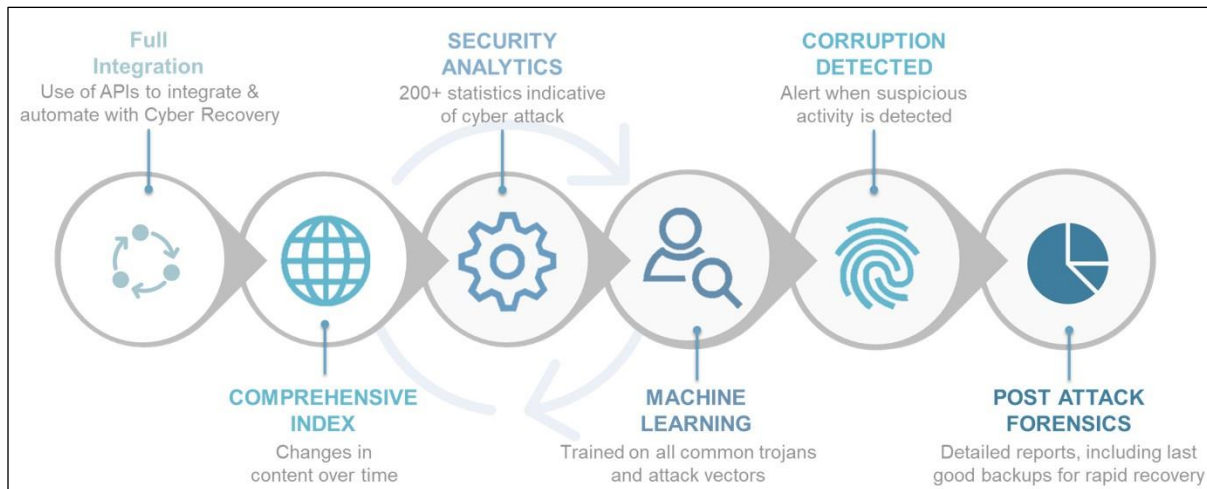 Full
Integration
Use of APIs to integrate &
automate with Cyber Recovery
SECURITY
ANALYTICS
200+ statistics indicative
of cyber attack
CORRUPTION
DETECTED
Alert when suspicious
activity is detected
COMPREHENSIVE
INDEX
Changes in
content over time
MACHINE
LEARNING
Trained on all common trojans
and attack vectors
POST ATTACK
FORENSICS
Detailed reports, including last
good backups for rapid recovery